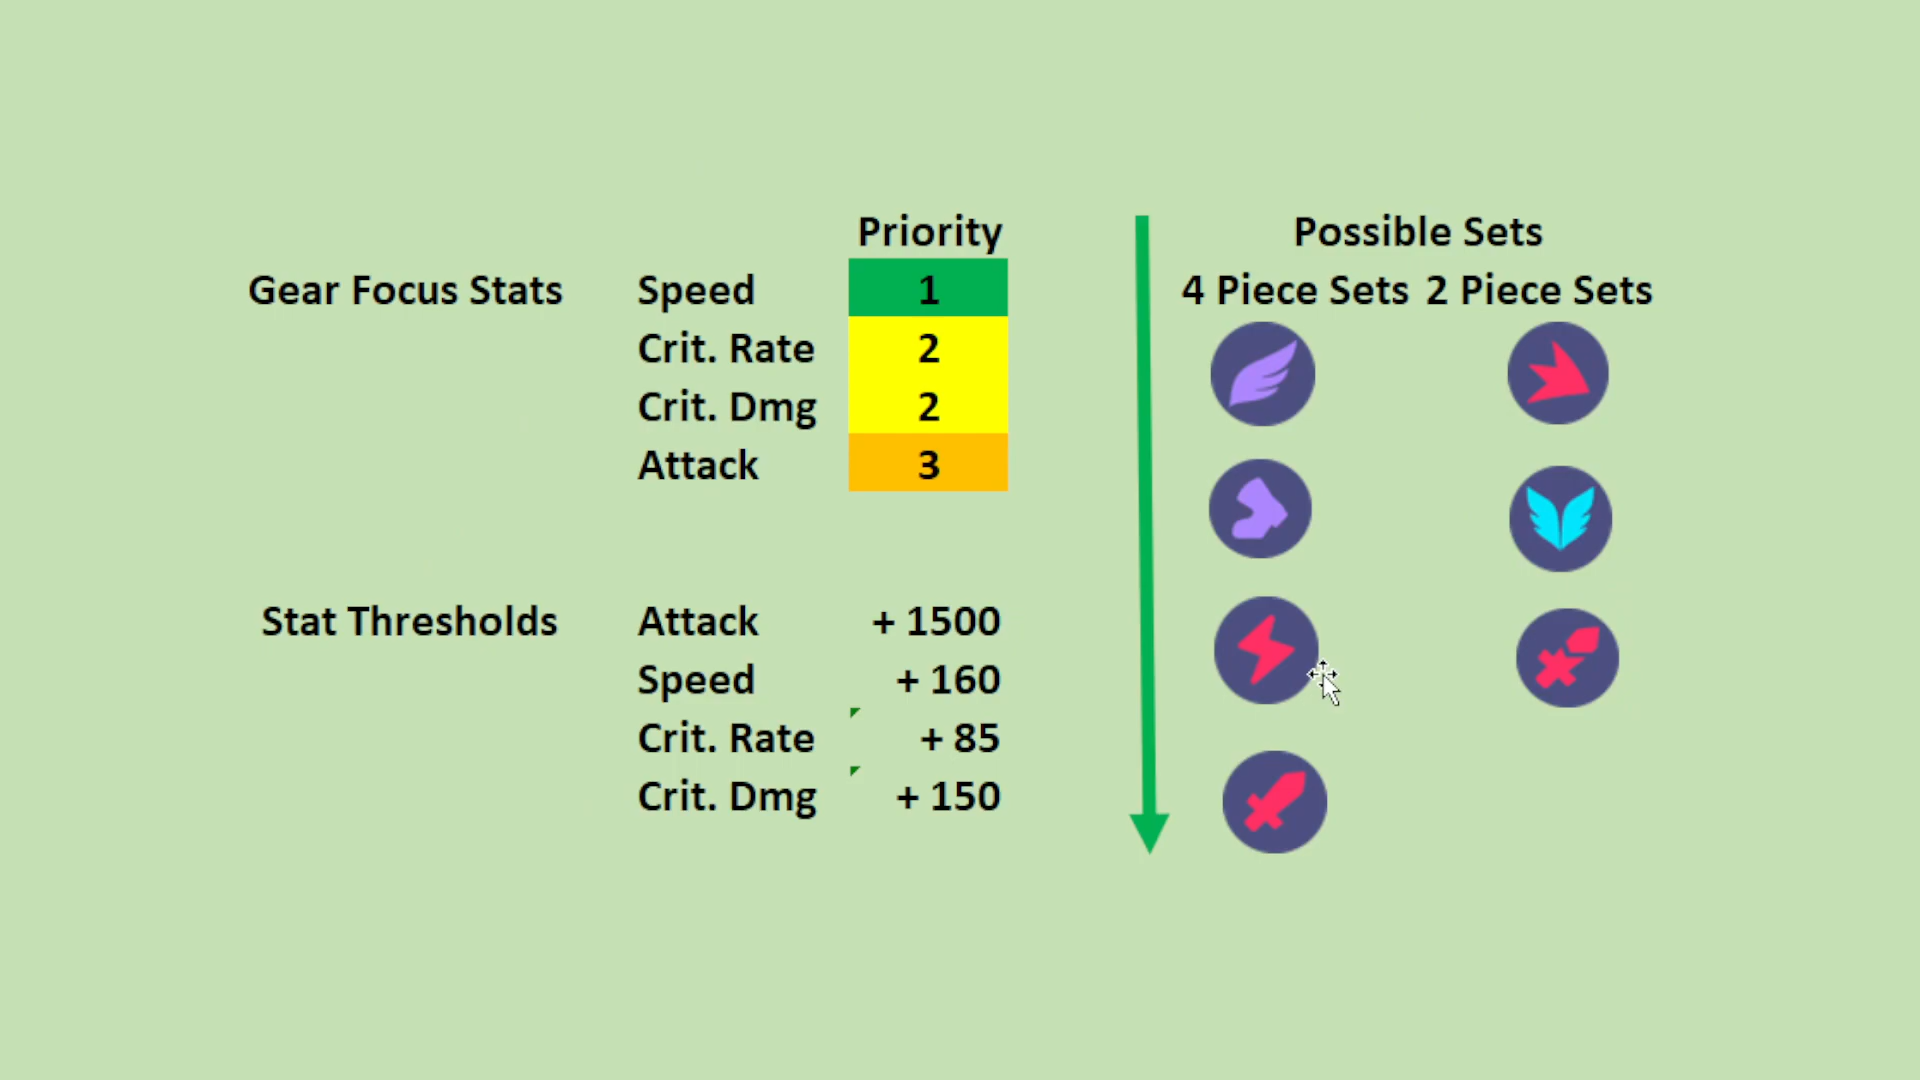 Priority
Possible Sets
Gear Focus Stats Speed 1
4 Piece Sets 2 Piece Sets
Crit. Rate 2
Crit. Dmg 2
Attack 3
Stat Thresholds Attack + 1500
Speed + 160
Crit. Rate + 85
Crit. Dmg + 150